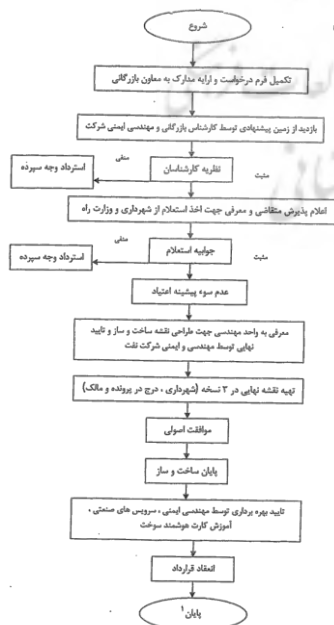 شروع
تکمیل فرم درخواست و ارایه مدارک به معاون بازرگانی
بازدید از زمین پیشنهادی توسط کارشناس بازرگانی و مهندسی ایمنی شرکت
نظریه کارشناسان
منفی
مثبت
استرداد وجه سپرده
اعلام پذیرش متقاضی و معرفی جهت اخذ استعلام از شهرداری و وزارت راه
جوابیه استعلام
منفی
مثبت
استرداد وجه سپرده
عدم سوء پیشینه اعتیاد
معرفی به واحد مهندسی جهت طراحی نقشه ساخت و ساز و تایید
نهایی توسط مهندسی و ایمنی شرکت نفت
تهیه نقشه نهایی در ۳ نسخه (شهرداری ، درج در پرونده و مالک)
موافقت اصولی
پایان ساخت و ساز
تایید بهره برداری توسط مهندسی ایمنی ، سرویس های صنعتی ،
آموزش کارت هوشمند سوخت
انعقاد قرارداد
پایان ۱